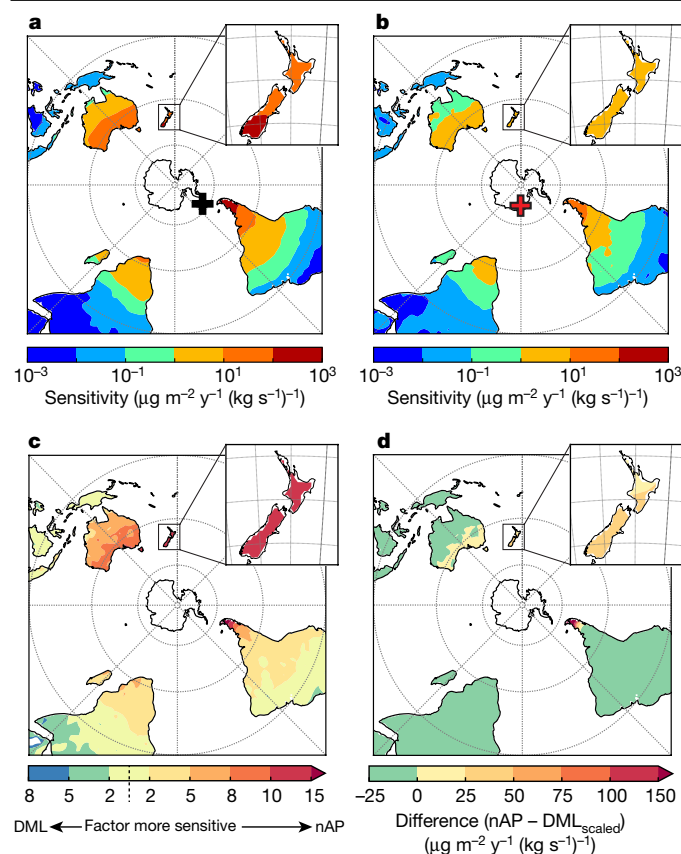 a
b
10⁻³ 10⁻¹ 10¹ 10³
Sensitivity (μg m⁻² y⁻¹ (kg s⁻¹)⁻¹)
10⁻³ 10⁻¹ 10¹ 10³
Sensitivity (μg m⁻² y⁻¹ (kg s⁻¹)⁻¹)
c
d
8 5 2 2 5 8 10 15
DML Factor more sensitive nAP
−25 0 25 50 75 100 150
Difference (nAP – DMLscaled)
(μg m⁻² y⁻¹ (kg s⁻¹)⁻¹)